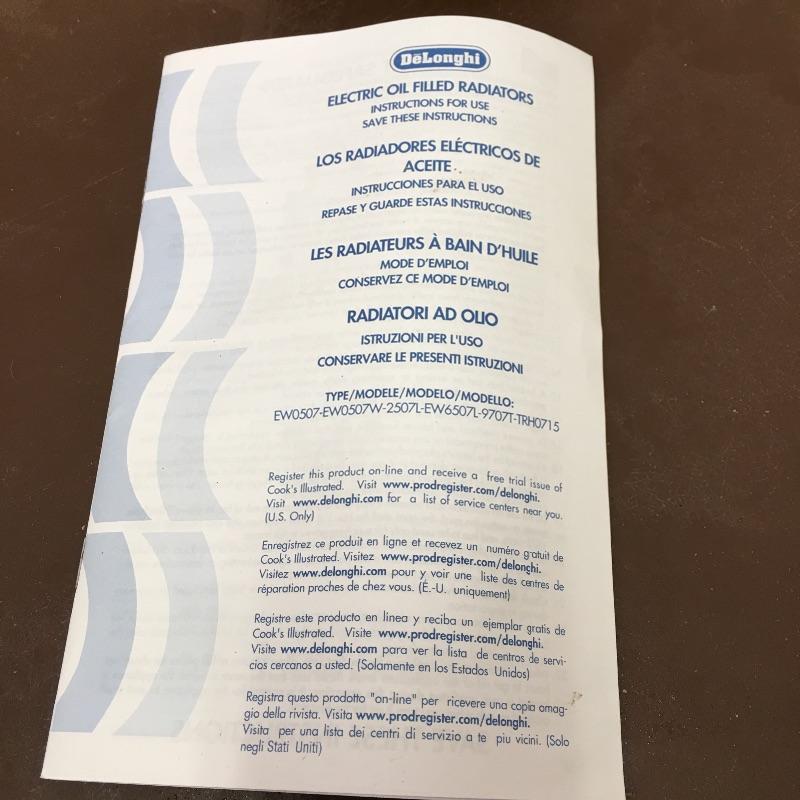 DeLonghi
ELECTRIC OIL FILLED RADIATORS
INSTRUCTIONS FOR USE
SAVE THESE INSTRUCTIONS
LOS RADIADORES ELÉCTRICOS DE
ACEITE
INSTRUCCIONES PARA EL USO
REPASE Y GUARDE ESTAS INSTRUCCIONES
LES RADIATEURS À BAIN D'HUILE
MODE D'EMPLOI
CONSERVEZ CE MODE D'EMPLOI
RADIATORI AD OLIO
ISTRUZIONI PER L'USO
CONSERVARE LE PRESENTI ISTRUZIONI
TYPE/MODELE/MODELO/MODELLO:
EW0507-EW0507W-2507L-EW6507L-9707T-TRH0715
Register this product on-line and receive a free trial issue of
Cook's Illustrated. Visit www.prodregister.com/delonghi.
Visit www.delonghi.com for a list of service centers near you.
(U.S. Only)
Enregistrez ce produit en ligne et recevez un numéro gratuit de
Cook's Illustrated. Visitez www.prodregister.com/delonghi.
Visitez www.delonghi.com pour y voir une liste des centres de
réparation proches de chez vous. (É.-U. uniquement)
Registre este producto en línea y reciba un ejemplar gratis de
Cook's Illustrated. Visite www.prodregister.com/delonghi.
Visite www.delonghi.com para ver la lista de centros de servi-
cios cercanos a usted. (Solamente en los Estados Unidos)
Registra questo prodotto "on-line" per ricevere una copia omag-
gio della rivista. Visita www.prodregister.com/delonghi.
Visita per una lista dei centri di servizio a te piu vicini. (Solo
negli Stati Uniti)